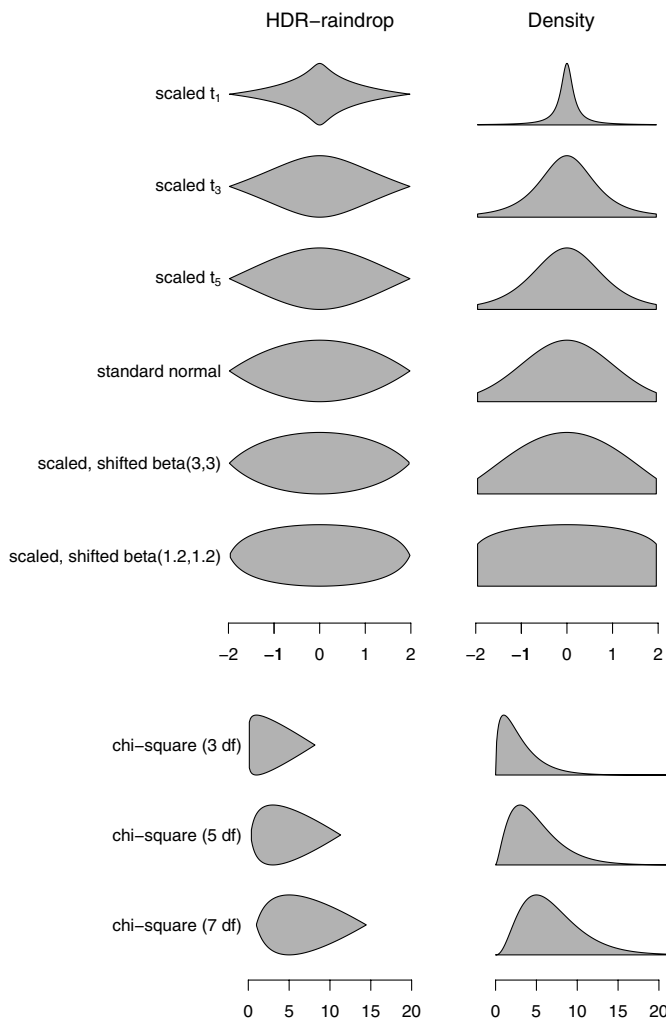 HDR−raindrop Density
scaled t₁
scaled t₃
scaled t₅
standard normal
scaled, shifted beta(3,3)
scaled, shifted beta(1.2,1.2)
−2 −1 0 1 2 −2 −1 0 1 2
chi−square (3 df)
chi−square (5 df)
chi−square (7 df)
0 5 10 15 20 0 5 10 15 20